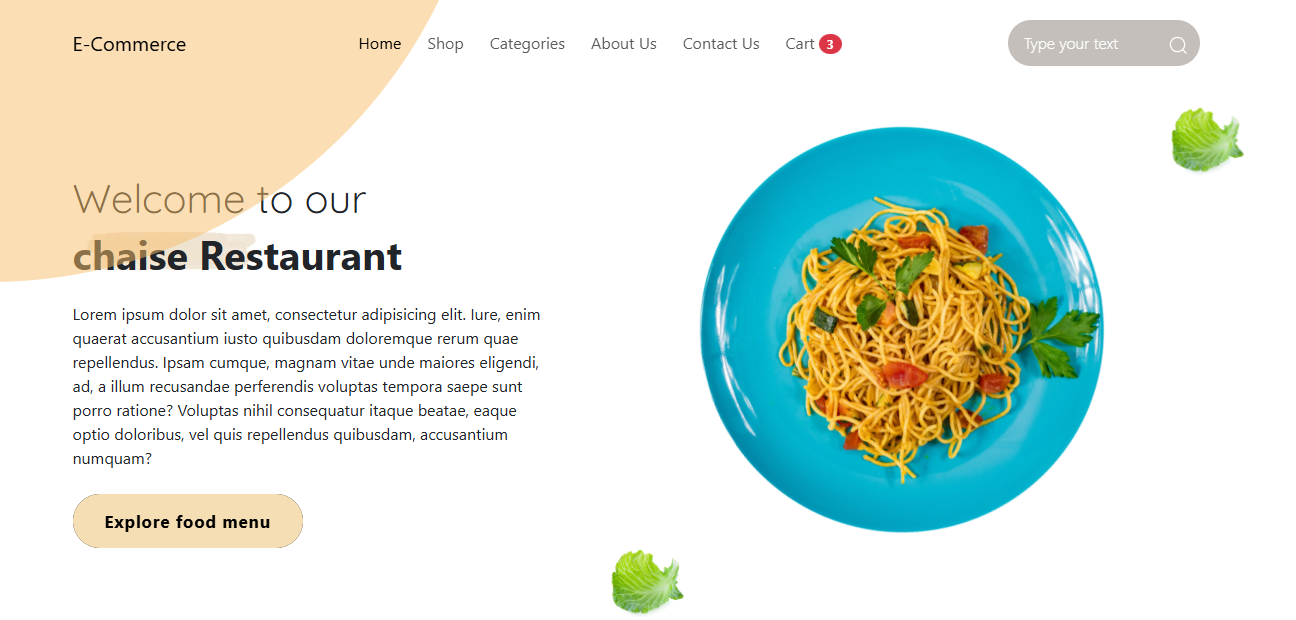 E-Commerce
Home Shop Categories About Us Contact Us Cart 3
Type your text
Welcome to our
chaise Restaurant
Lorem ipsum dolor sit amet, consectetur adipisicing elit. Iure, enim
quaerat accusantium iusto quibusdam doloremque rerum quae
repellendus. Ipsam cumque, magnam vitae unde maiores eligendi,
ad, a illum recusandae perferendis voluptas tempora saepe sunt
porro ratione? Voluptas nihil consequatur itaque beatae, eaque
optio doloribus, vel quis repellendus quibusdam, accusantium
numquam?
Explore food menu